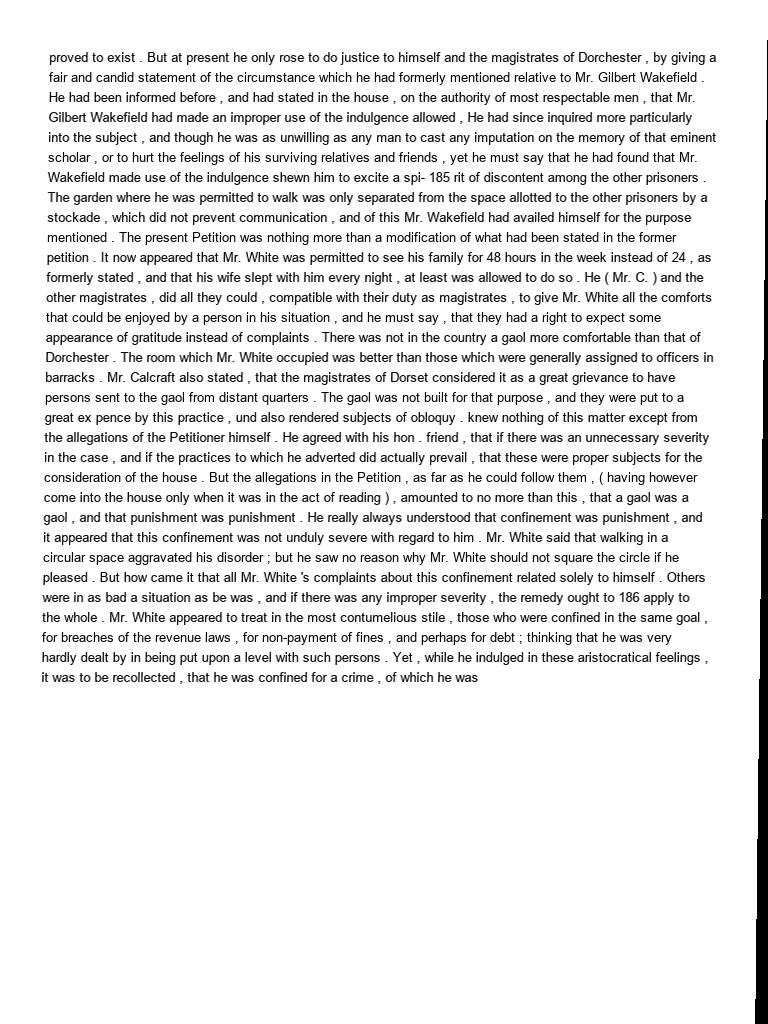 proved to exist . But at present he only rose to do justice to himself and the magistrates of Dorchester , by giving a
fair and candid statement of the circumstance which he had formerly mentioned relative to Mr. Gilbert Wakefield .
He had been informed before , and had stated in the house , on the authority of most respectable men , that Mr.
Gilbert Wakefield had made an improper use of the indulgence allowed , He had since inquired more particularly
into the subject , and though he was as unwilling as any man to cast any imputation on the memory of that eminent
scholar , or to hurt the feelings of his surviving relatives and friends , yet he must say that he had found that Mr.
Wakefield made use of the indulgence shewn him to excite a spi- 185 rit of discontent among the other prisoners .
The garden where he was permitted to walk was only separated from the space allotted to the other prisoners by a
stockade , which did not prevent communication , and of this Mr. Wakefield had availed himself for the purpose
mentioned . The present Petition was nothing more than a modification of what had been stated in the former
petition . It now appeared that Mr. White was permitted to see his family for 48 hours in the week instead of 24 , as
formerly stated , and that his wife slept with him every night , at least was allowed to do so . He ( Mr. C. ) and the
other magistrates , did all they could , compatible with their duty as magistrates , to give Mr. White all the comforts
that could be enjoyed by a person in his situation , and he must say , that they had a right to expect some
appearance of gratitude instead of complaints . There was not in the country a gaol more comfortable than that of
Dorchester . The room which Mr. White occupied was better than those which were generally assigned to officers in
barracks . Mr. Calcraft also stated , that the magistrates of Dorset considered it as a great grievance to have
persons sent to the gaol from distant quarters . The gaol was not built for that purpose , and they were put to a
great ex pence by this practice , und also rendered subjects of obloquy . knew nothing of this matter except from
the allegations of the Petitioner himself . He agreed with his hon . friend , that if there was an unnecessary severity
in the case , and if the practices to which he adverted did actually prevail , that these were proper subjects for the
consideration of the house . But the allegations in the Petition , as far as he could follow them , ( having however
come into the house only when it was in the act of reading ) , amounted to no more than this , that a gaol was a
gaol , and that punishment was punishment . He really always understood that confinement was punishment , and
it appeared that this confinement was not unduly severe with regard to him . Mr. White said that walking in a
circular space aggravated his disorder ; but he saw no reason why Mr. White should not square the circle if he
pleased . But how came it that all Mr. White 's complaints about this confinement related solely to himself . Others
were in as bad a situation as be was , and if there was any improper severity , the remedy ought to 186 apply to
the whole . Mr. White appeared to treat in the most contumelious stile , those who were confined in the same goal ,
for breaches of the revenue laws , for non-payment of fines , and perhaps for debt ; thinking that he was very
hardly dealt by in being put upon a level with such persons . Yet , while he indulged in these aristocratical feelings ,
it was to be recollected , that he was confined for a crime , of which he was